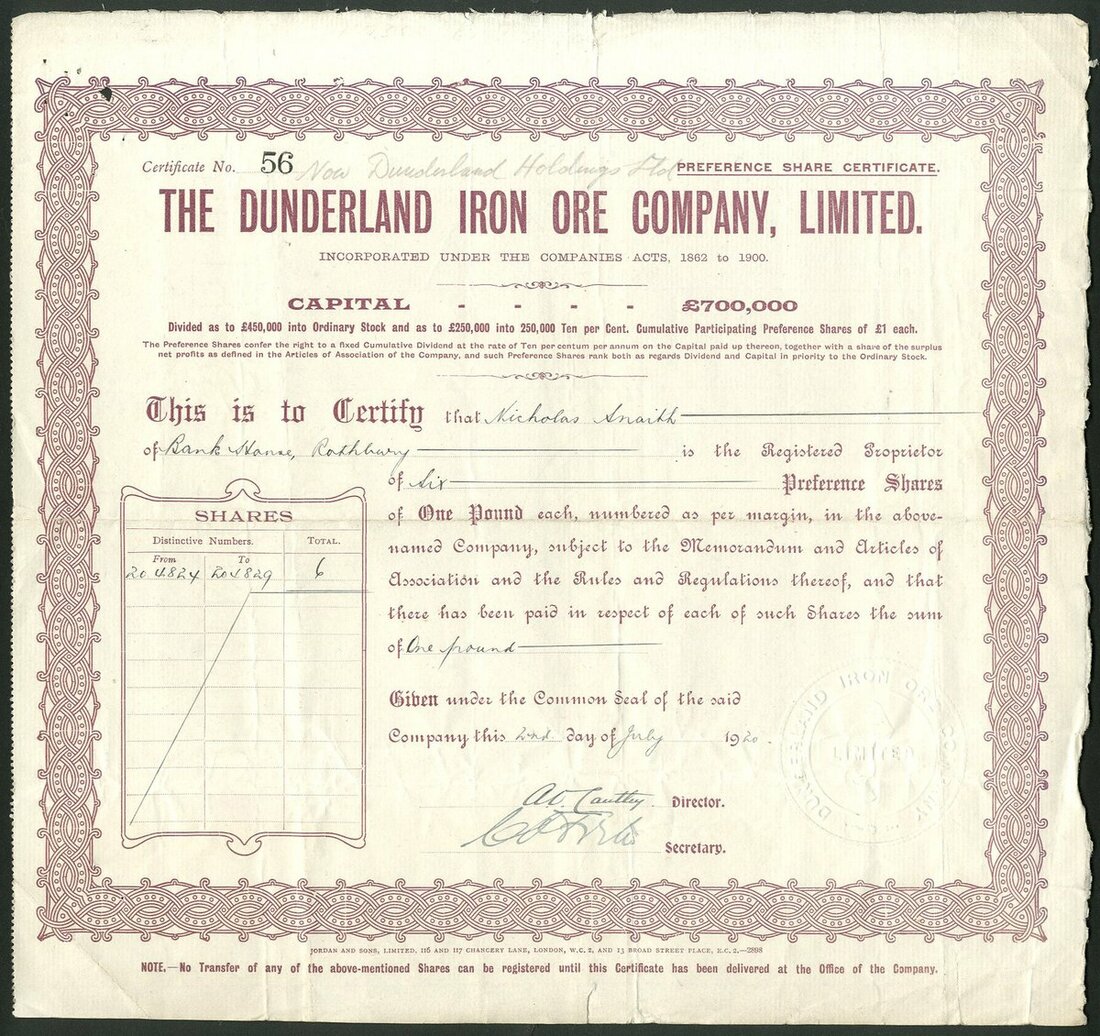 Certificate No. 56 Now Dunderland Holdings Ltd PREFERENCE SHARE CERTIFICATE.
THE DUNDERLAND IRON ORE COMPANY, LIMITED.
INCORPORATED UNDER THE COMPANIES ACTS, 1862 to 1900.
CAPITAL - - - - £700,000
Divided as to £450,000 into Ordinary Stock and as to £250,000 into 250,000 Ten per Cent. Cumulative Participating Preference Shares of £1 each.
The Preference Shares confer the right to a fixed Cumulative Dividend at the rate of Ten per centum per annum on the Capital paid up thereon, together with a share of the surplus
net profits as defined in the Articles of Association of the Company, and such Preference Shares rank both as regards Dividend and Capital in priority to the Ordinary Stock.
This is to Certify that Nicholas
of Bank House, Rothbury is the Registered Proprietor
of Six Preference Shares
of One Pound each, numbered as per margin, in the above-
named Company, subject to the Memorandum and Articles of
Association and the Rules and Regulations thereof, and that
there has been paid in respect of each of such Shares the sum
of One pound
SHARES
Distinctive Numbers. TOTAL.
From To
204824 204829 6
Given under the Common Seal of the said
Company this 2nd day of July 1920.
DUNDERLAND IRON ORE COMPANY
LIMITED
Director.
Secretary.
JORDAN AND SONS, LIMITED, 116 AND 117 CHANCERY LANE, LONDON, W.C. 2, AND 13 BROAD STREET PLACE, E.C. 2.—2898
NOTE.—No Transfer of any of the above-mentioned Shares can be registered until this Certificate has been delivered at the Office of the Company.